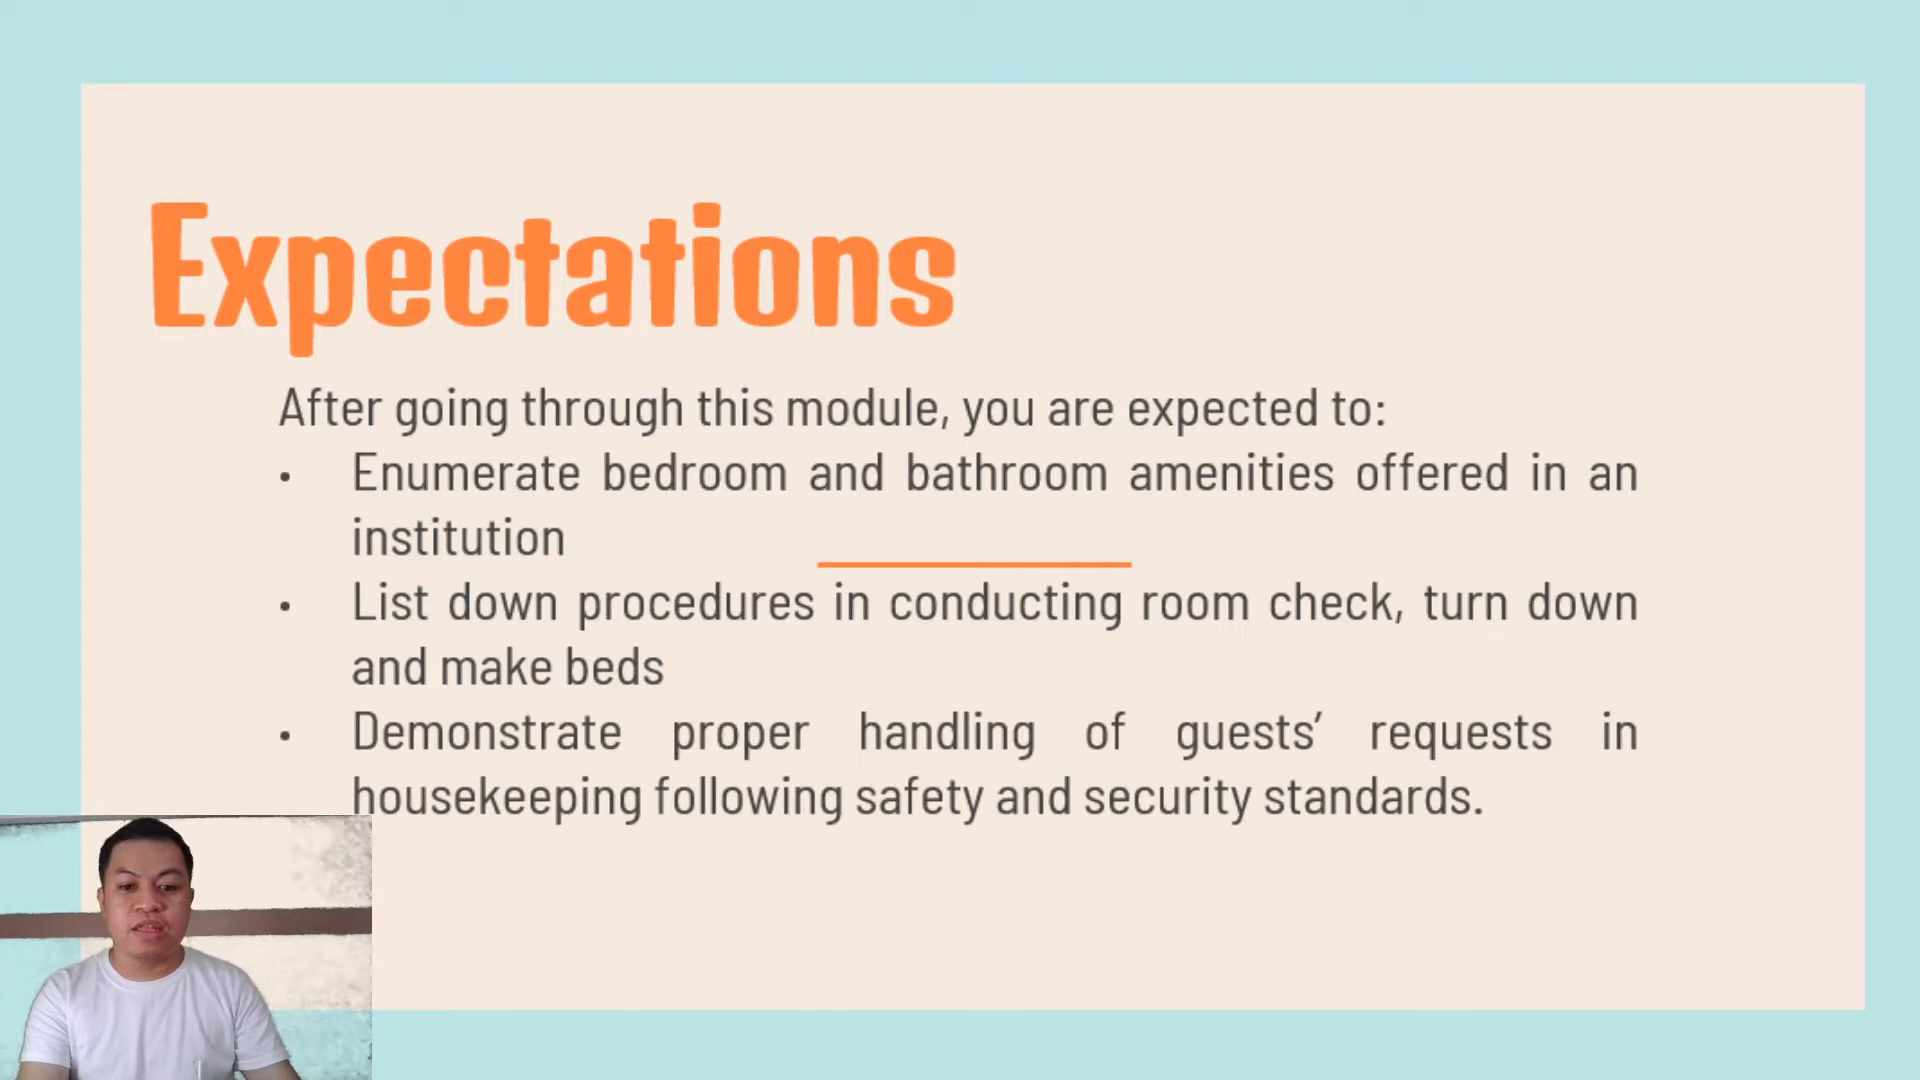 Expectations
After going through this module, you are expected to:
• Enumerate bedroom and bathroom amenities offered in an
institution
• List down procedures in conducting room check, turn down
and make beds
• Demonstrate proper handling of guests’ requests in
housekeeping following safety and security standards.